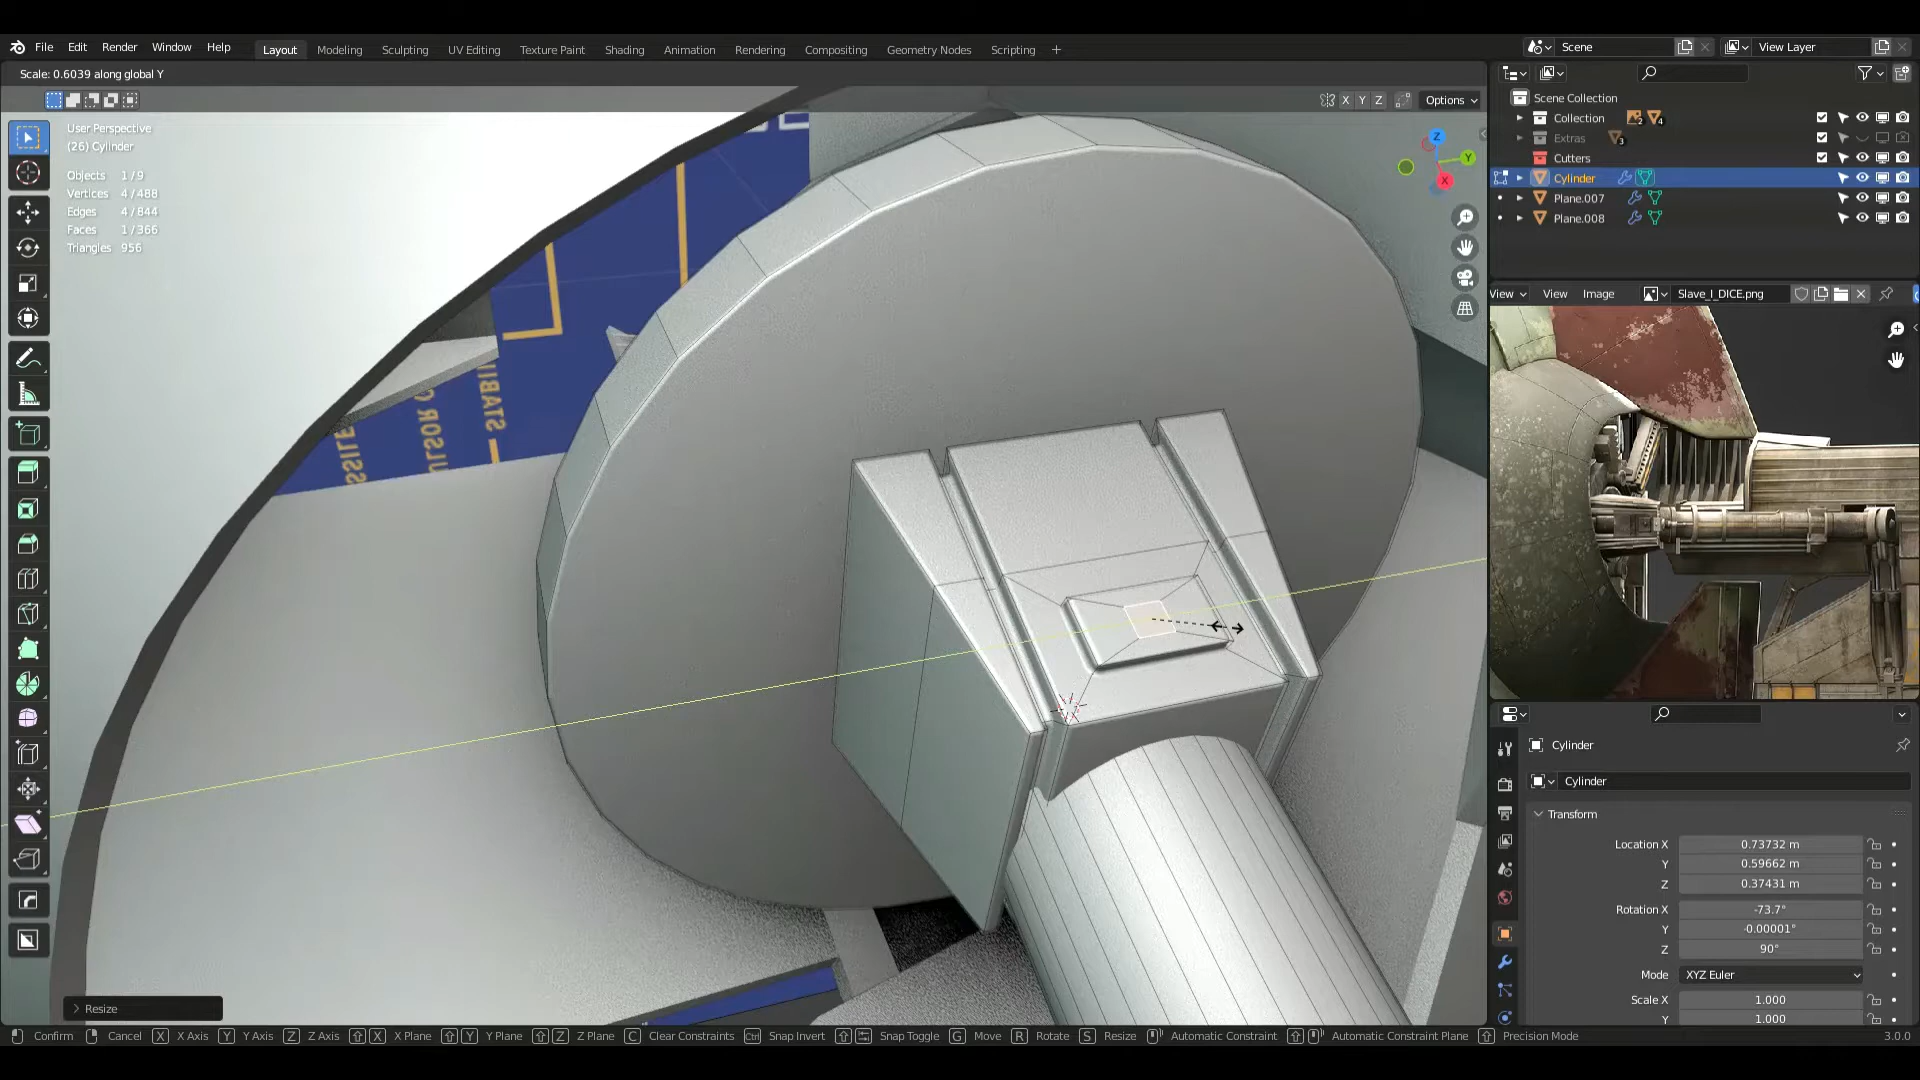 File Edit Render Window Help Layout Modeling Sculpting UV Editing Texture Paint Shading Animation Rendering Compositing Geometry Nodes Scripting + Scene View Layer
Scale: 0.6039 along global Y
X Y Z Options
User Perspective
(26) Cylinder
Objects 1/9
Vertices 4/488
Edges 4/844
Faces 1/366
Triangles 956
Z
Y
X
Scene Collection
Collection 2 4
Extras 3
Cutters
Cylinder
Plane.007
Plane.008
View View Image Slave_I_DICE.png
Cylinder
Cylinder
Transform
Location X 0.73732 m
Y 0.59662 m
Z 0.37431 m
Rotation X -73.7°
Y -0.00001°
Z 90°
Mode XYZ Euler
Scale X 1.000
Y 1.000
Resize
Confirm Cancel X X Axis Y Y Axis Z Z Axis X X Plane Y Y Plane Z Z Plane C Clear Constraints Ctrl Snap Invert Snap Toggle G Move R Rotate S Resize Automatic Constraint Automatic Constraint Plane Precision Mode 3.0.0